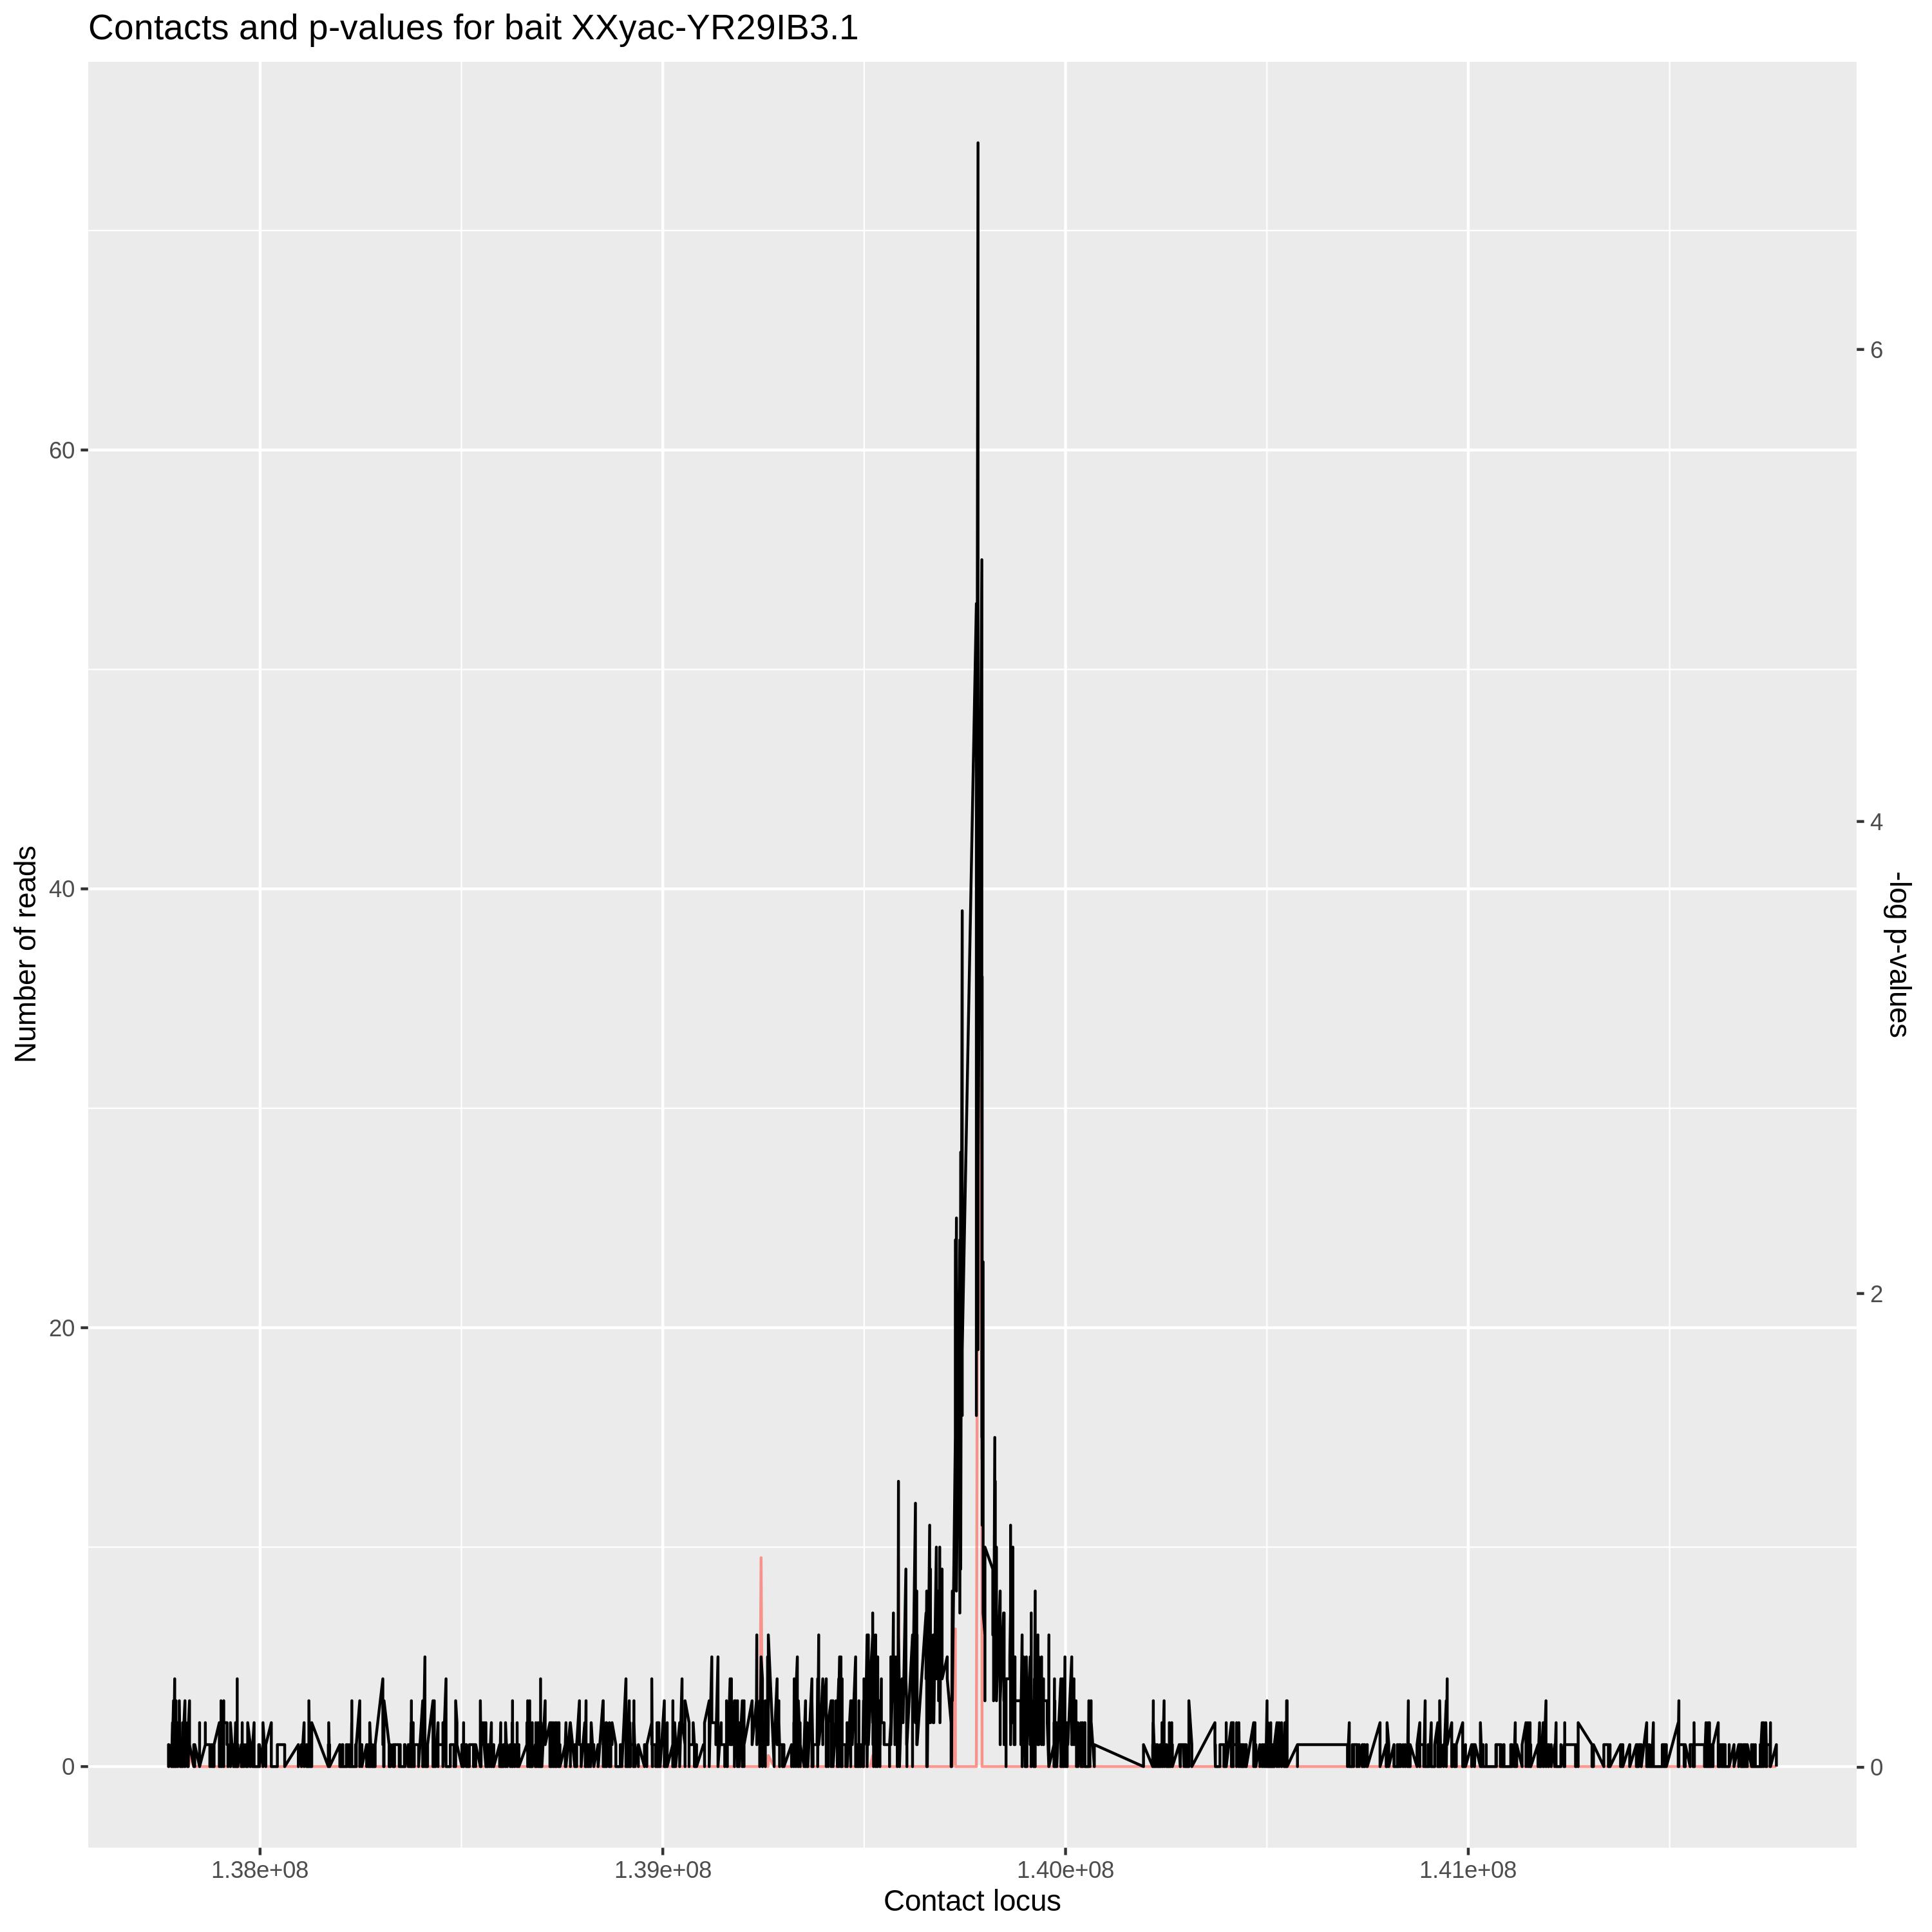 Contacts and p-values for bait XXyac-YR29IB3.1
Number of reads
60
40
20
0
6
4
2
0
-log p-values
1.38e+08 1.39e+08 1.40e+08 1.41e+08
Contact locus